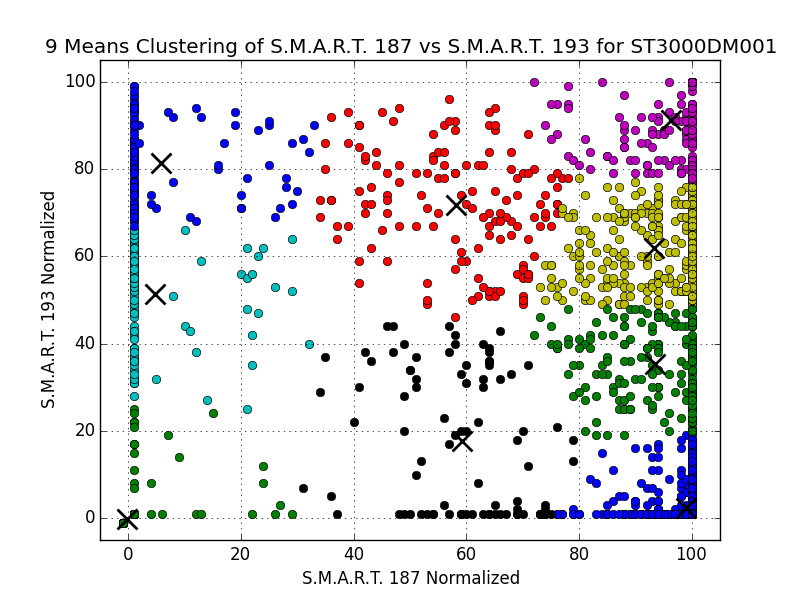 9 Means Clustering of S.M.A.R.T. 187 vs S.M.A.R.T. 193 for ST3000DM001
100
80
60
40
20
0
S.M.A.R.T. 193 Normalized
0 20 40 60 80 100
S.M.A.R.T. 187 Normalized